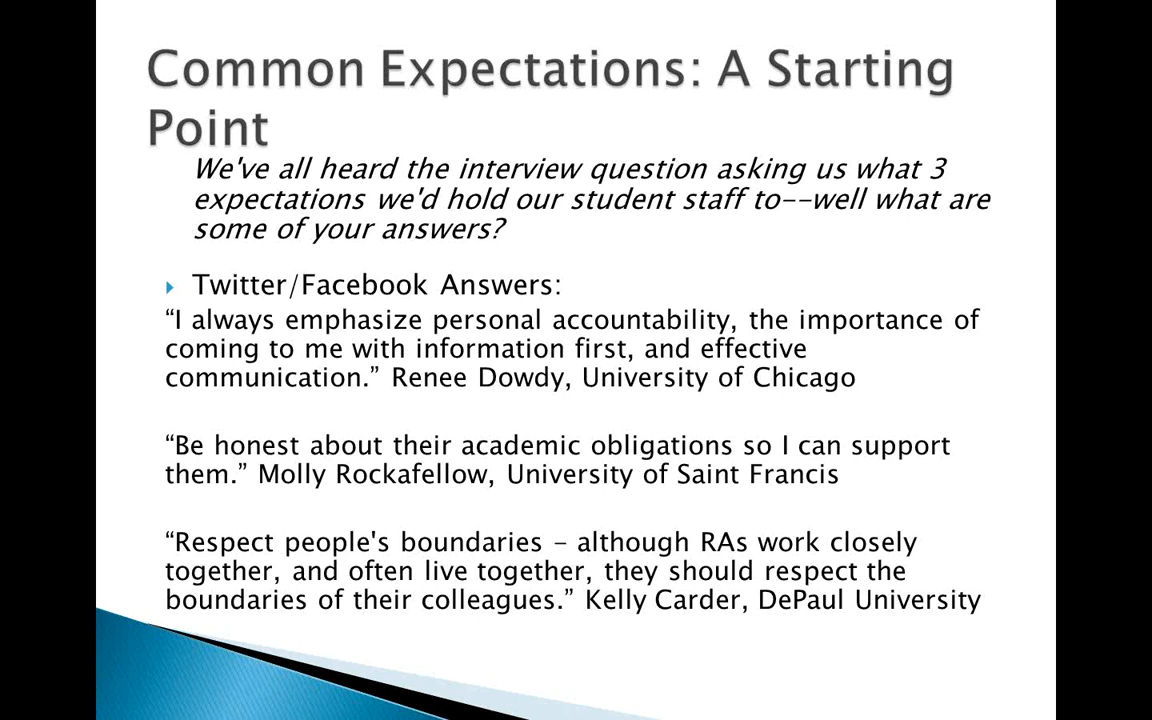 Common Expectations: A Starting
Point
We've all heard the interview question asking us what 3
expectations we'd hold our student staff to--well what are
some of your answers?
Twitter/Facebook Answers:
“I always emphasize personal accountability, the importance of
coming to me with information first, and effective
communication.” Renee Dowdy, University of Chicago
“Be honest about their academic obligations so I can support
them.” Molly Rockafellow, University of Saint Francis
“Respect people's boundaries – although RAs work closely
together, and often live together, they should respect the
boundaries of their colleagues.” Kelly Carder, DePaul University